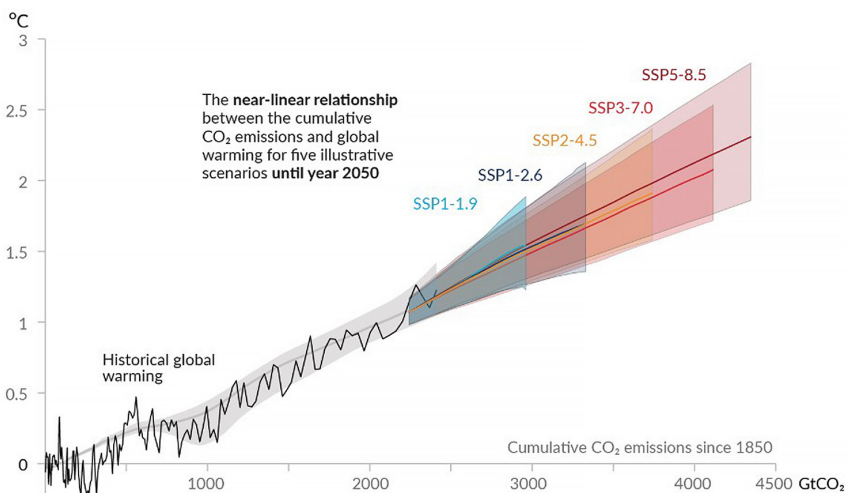 °C
3
2.5
2
1.5
1
0.5
0
The near-linear relationship
between the cumulative
CO₂ emissions and global
warming for five illustrative
scenarios until year 2050
SSP5-8.5
SSP3-7.0
SSP2-4.5
SSP1-2.6
SSP1-1.9
Historical global
warming
Cumulative CO₂ emissions since 1850
1000
2000
3000
4000
4500
GtCO₂